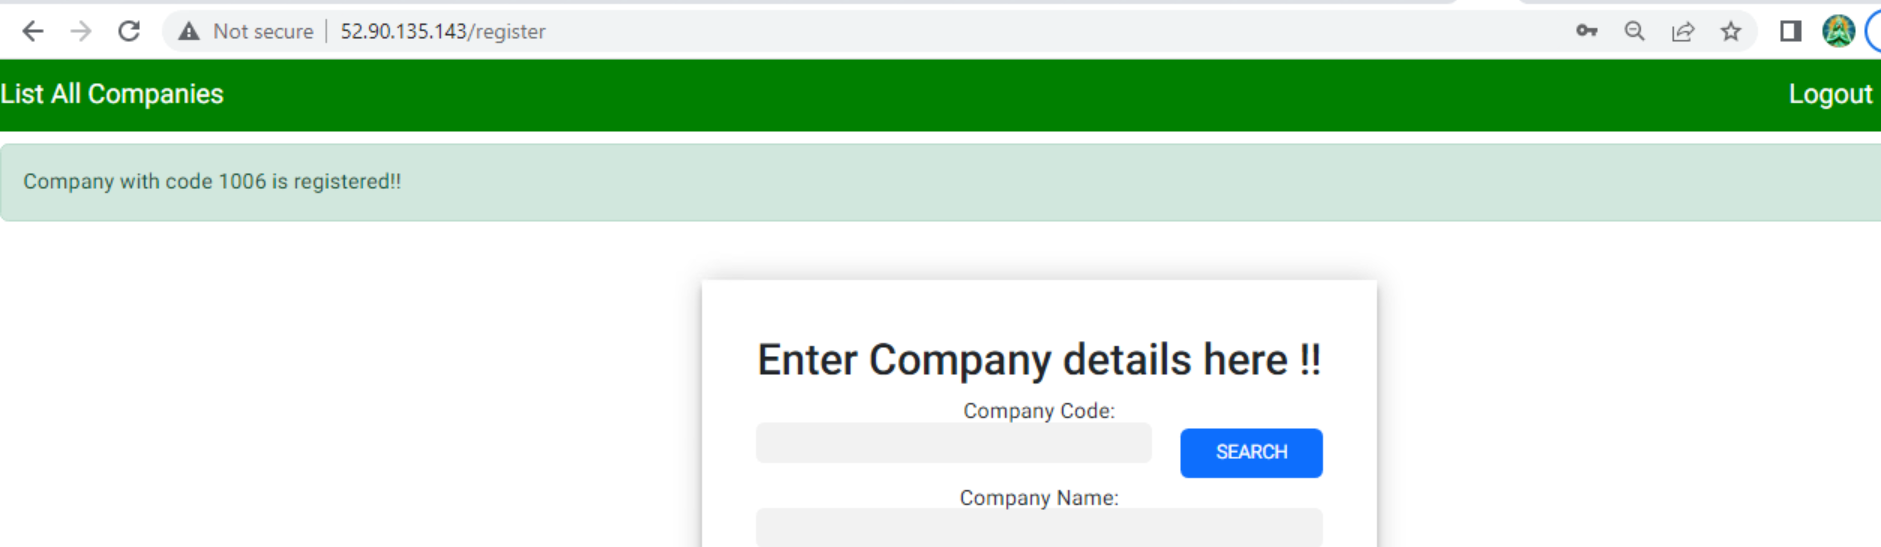 Not secure 52.90.135.143/register
List All Companies Logout
Company with code 1006 is registered!!
Enter Company details here !!
Company Code:
SEARCH
Company Name: